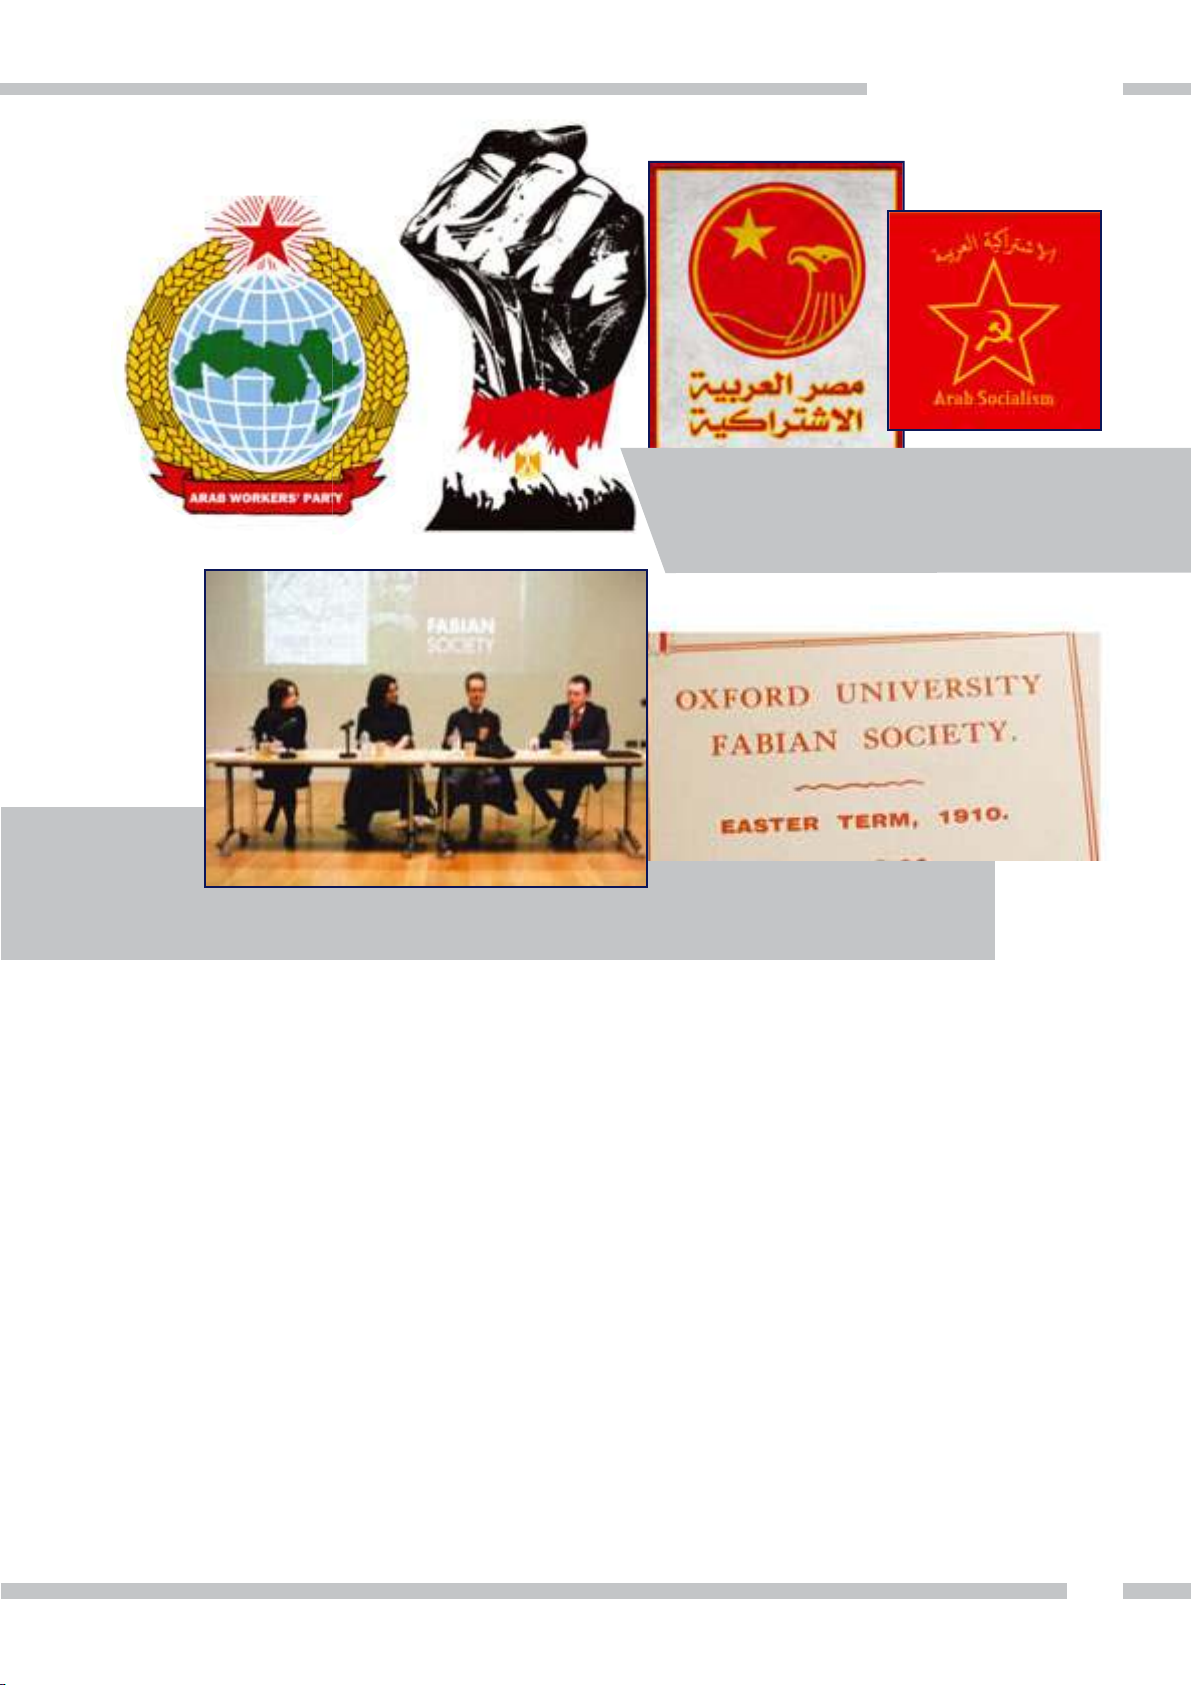 ARAB WORKERS' PARTY
مصر العربية
الاشتراكية
الاشتراكية العربية
Arab Socialism
FABIAN
SOCIETY
OXFORD UNIVERSITY
FABIAN SOCIETY.
EASTER TERM, 1910.